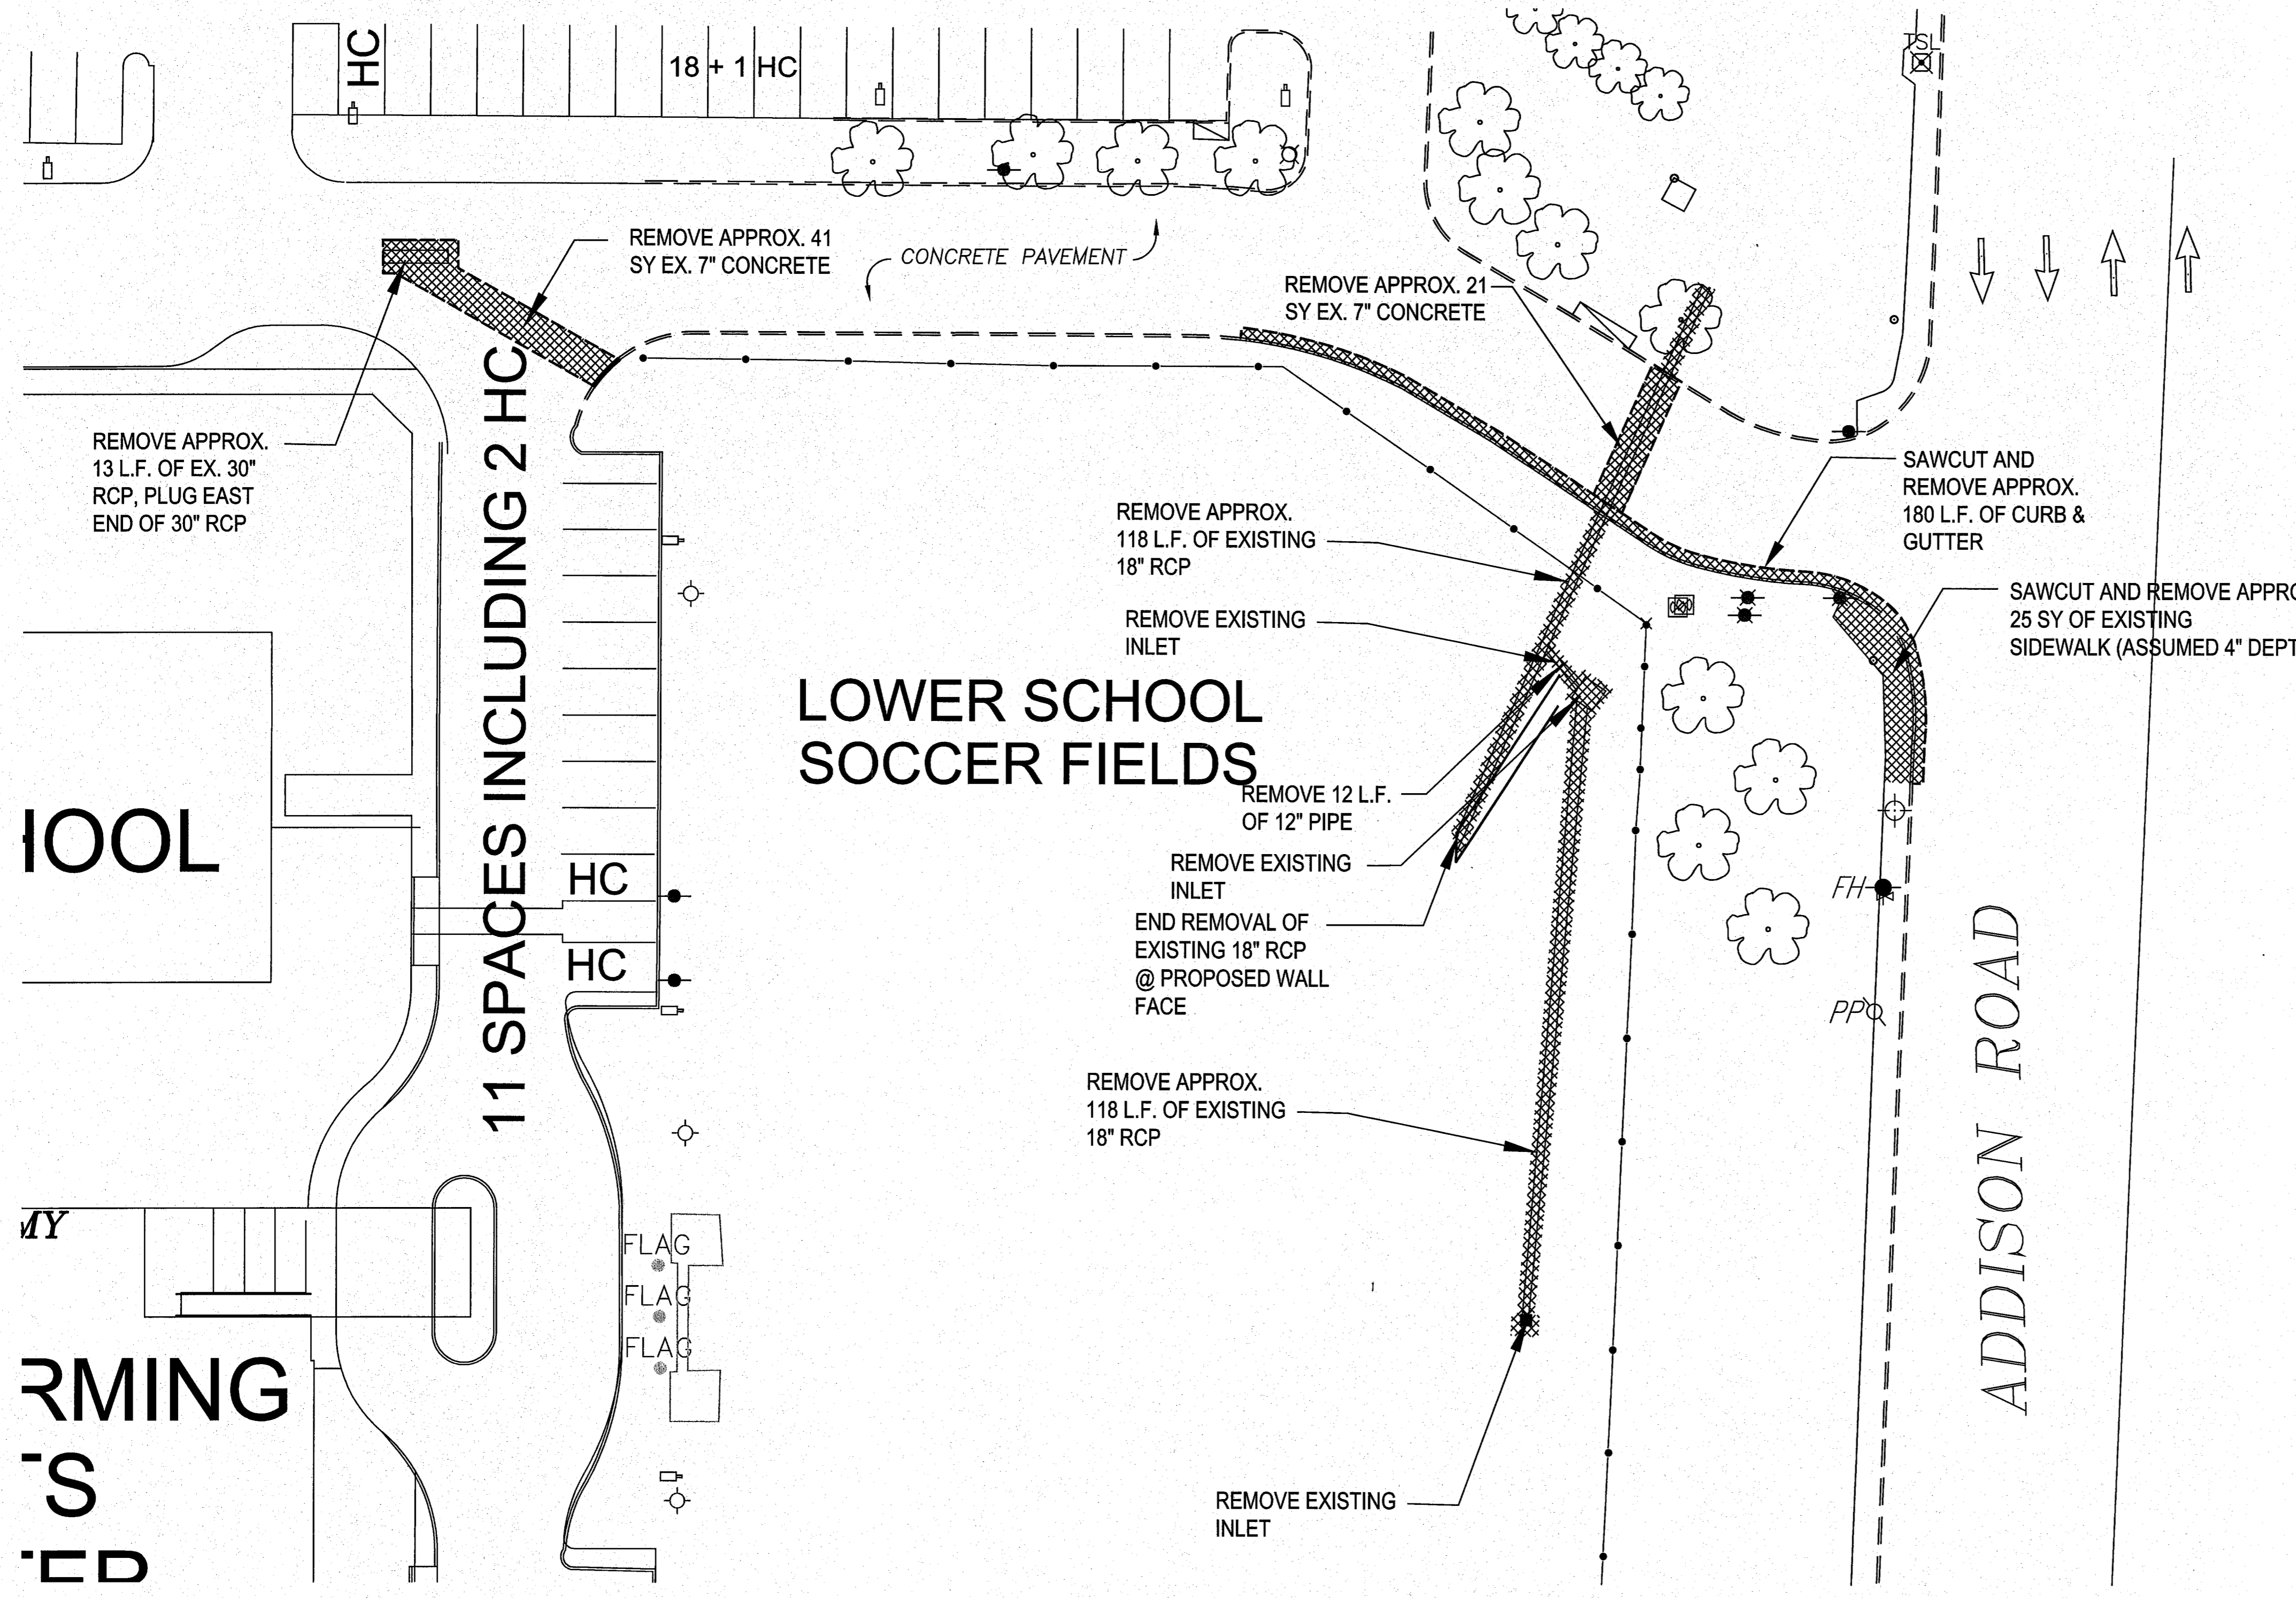 HC
18 + 1 HC
TSL
REMOVE APPROX. 41
SY EX. 7" CONCRETE
CONCRETE PAVEMENT
REMOVE APPROX. 21
SY EX. 7" CONCRETE
REMOVE APPROX.
13 L.F. OF EX. 30"
RCP, PLUG EAST
END OF 30" RCP
11 SPACES INCLUDING 2 HC
SAWCUT AND
REMOVE APPROX.
180 L.F. OF CURB &
GUTTER
REMOVE APPROX.
118 L.F. OF EXISTING
18" RCP
SAWCUT AND REMOVE APPRO
25 SY OF EXISTING
SIDEWALK (ASSUMED 4" DEPT
REMOVE EXISTING
INLET
LOWER SCHOOL
SOCCER FIELDS
REMOVE 12 L.F.
OF 12" PIPE
REMOVE EXISTING
INLET
HOOL
HC
HC
FH
END REMOVAL OF
EXISTING 18" RCP
@ PROPOSED WALL
FACE
PP
ADDISON ROAD
REMOVE APPROX.
118 L.F. OF EXISTING
18" RCP
MY
FLAG
FLAG
FLAG
RMING
TS
TER
REMOVE EXISTING
INLET